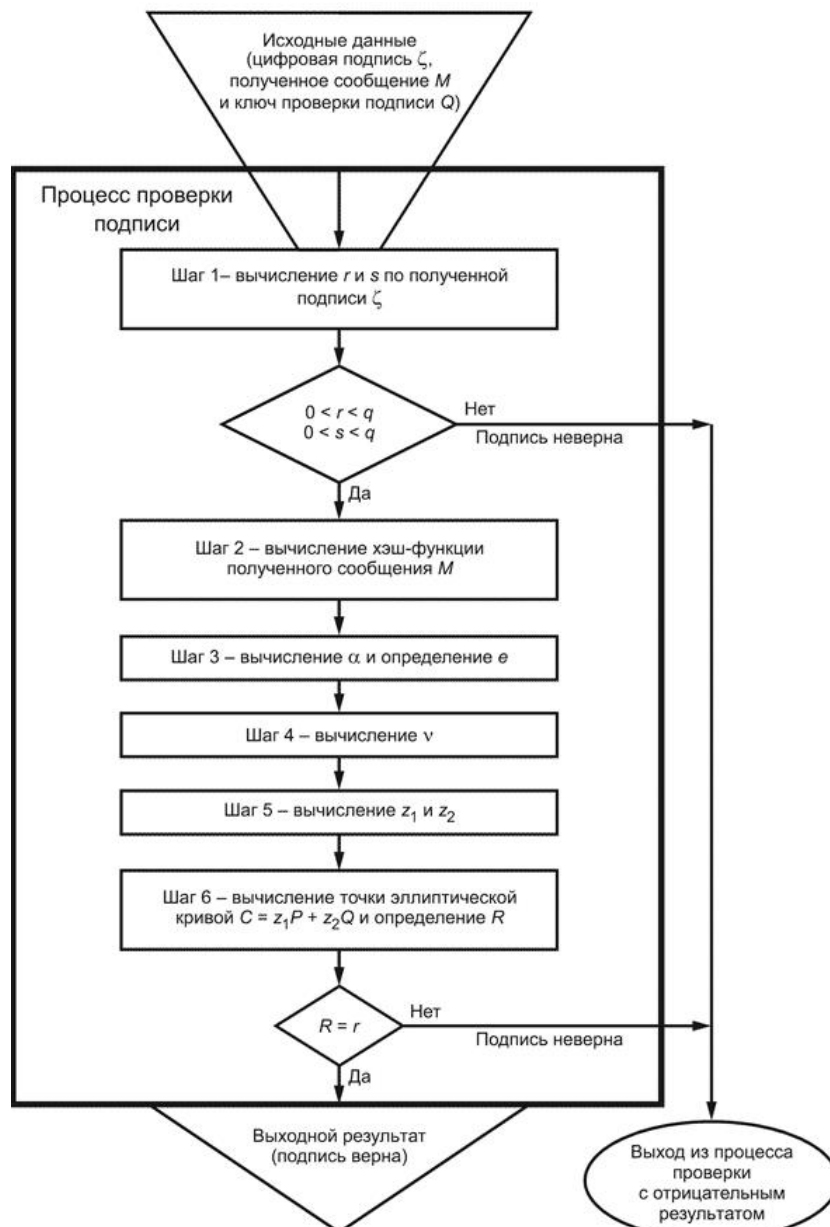 Исходные данные
(цифровая подпись ζ,
полученное сообщение M
и ключ проверки подписи Q)
Процесс проверки
подписи
Шаг 1– вычисление r и s по полученной
подписи ζ
0 < r < q
0 < s < q
Нет
Подпись неверна
Да
Шаг 2 – вычисление хэш-функции
полученного сообщения M
Шаг 3 – вычисление α и определение e
Шаг 4 – вычисление ν
Шаг 5 – вычисление z₁ и z₂
Шаг 6 – вычисление точки эллиптической
кривой C = z₁P + z₂Q и определение R
R = r
Нет
Подпись неверна
Да
Выходной результат
(подпись верна)
Выход из процесса
проверки
с отрицательным
результатом